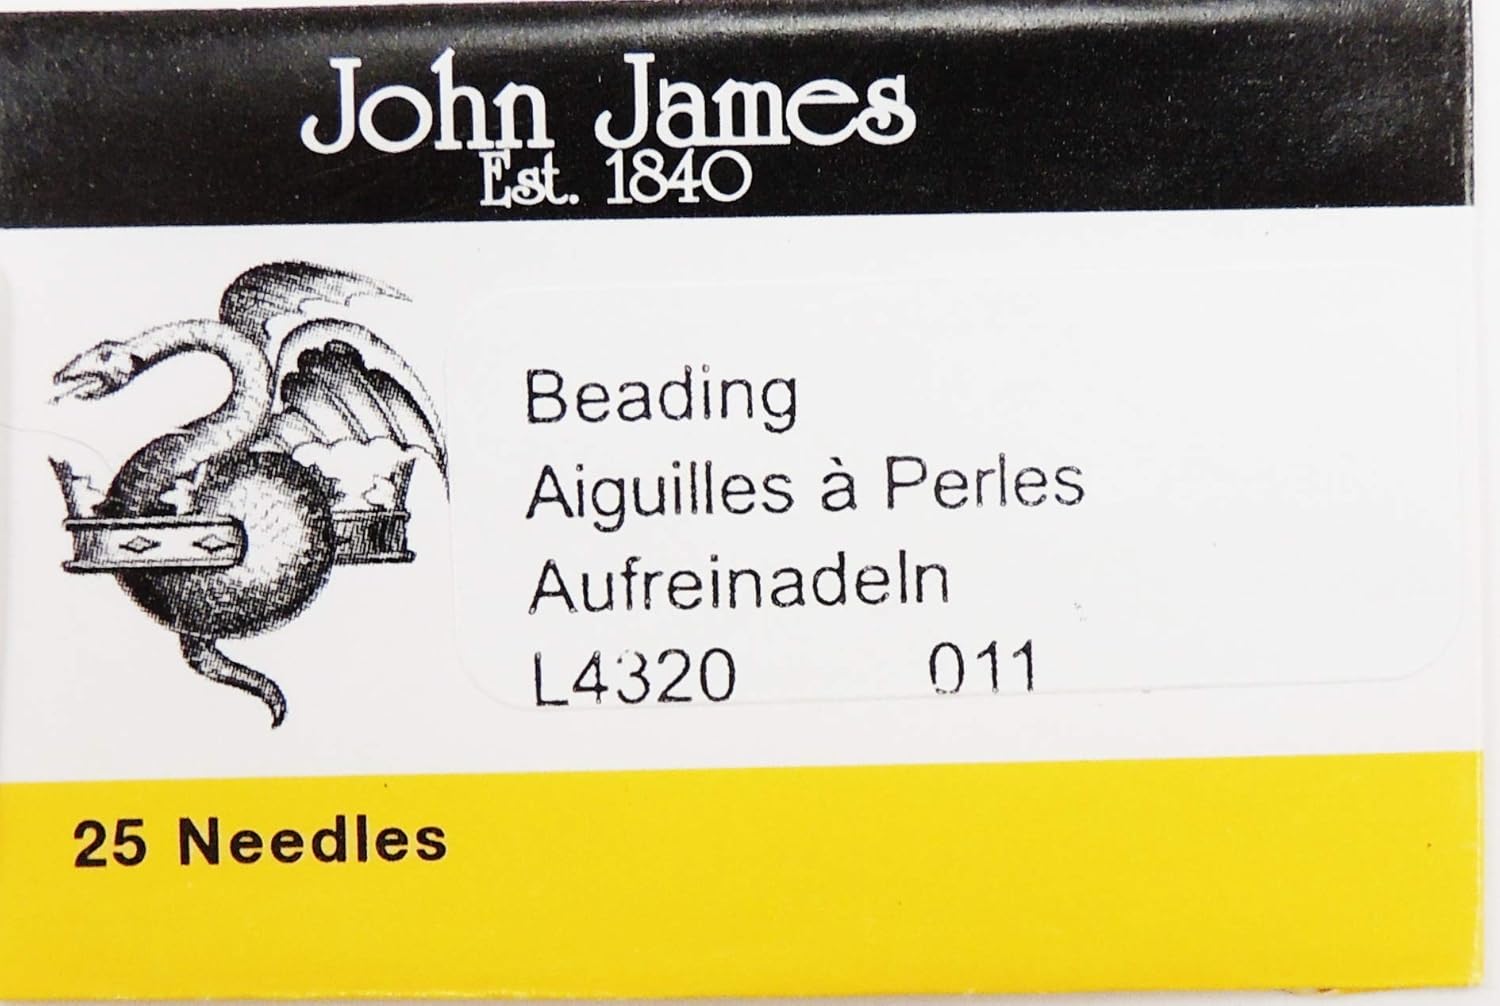 John James
Est. 1840
Beading
Aiguilles à Perles
Aufreinadeln
L4320 011
25 Needles